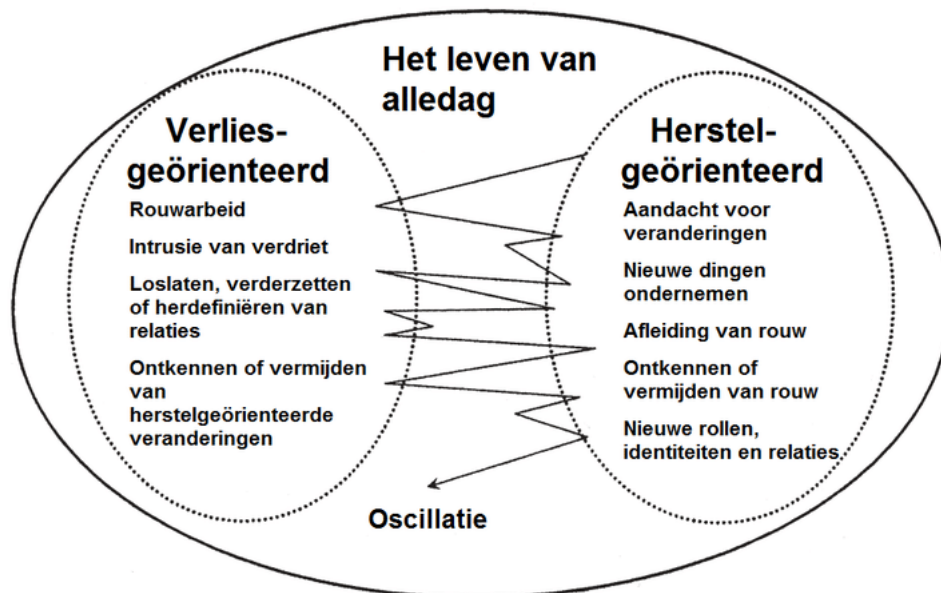 Het leven van
alledag
Verlies-
geörienteerd
Rouwarbeid
Intrusie van verdriet
Loslaten, verderzetten
of herdefiniëren van
relaties
Ontkennen of vermijden
van
herstelgeörienteerde
veranderingen
Herstel-
geörienteerd
Aandacht voor
veranderingen
Nieuwe dingen
ondernemen
Afleiding van rouw
Ontkennen of
vermijden van rouw
Nieuwe rollen,
identiteiten en relaties
Oscillatie